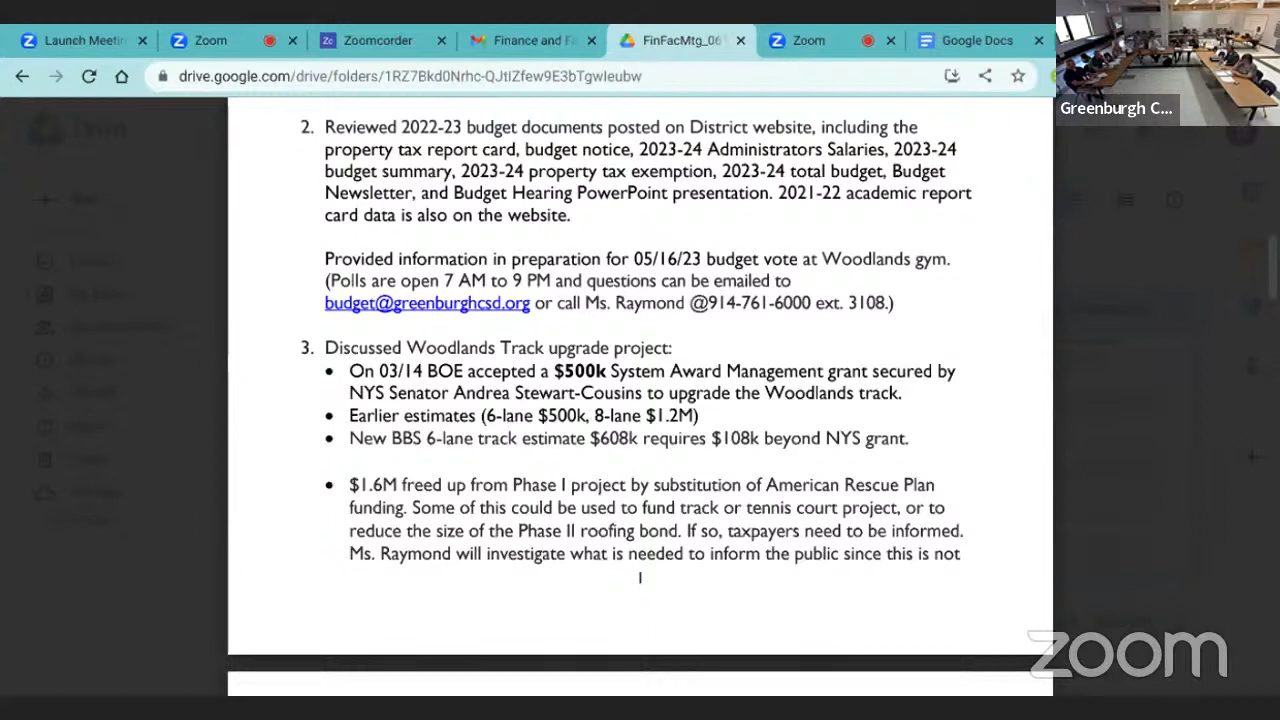 Launch Meetin
Zoom
Zoomcorder
Finance and Fa
FinFacMtg_06
Zoom
Google Docs
drive.google.com/drive/folders/1RZ7Bkd0Nrhc-QJtIZfew9E3bTgwIeubw
Greenburgh C...
2. Reviewed 2022-23 budget documents posted on District website, including the
property tax report card, budget notice, 2023-24 Administrators Salaries, 2023-24
budget summary, 2023-24 property tax exemption, 2023-24 total budget, Budget
Newsletter, and Budget Hearing PowerPoint presentation. 2021-22 academic report
card data is also on the website.
Provided information in preparation for 05/16/23 budget vote at Woodlands gym.
(Polls are open 7 AM to 9 PM and questions can be emailed to
budget@greenburghcsd.org or call Ms. Raymond @914-761-6000 ext. 3108.)
3. Discussed Woodlands Track upgrade project:
• On 03/14 BOE accepted a $500k System Award Management grant secured by
NYS Senator Andrea Stewart-Cousins to upgrade the Woodlands track.
• Earlier estimates (6-lane $500k, 8-lane $1.2M)
• New BBS 6-lane track estimate $608k requires $108k beyond NYS grant.
• $1.6M freed up from Phase I project by substitution of American Rescue Plan
funding. Some of this could be used to fund track or tennis court project, or to
reduce the size of the Phase II roofing bond. If so, taxpayers need to be informed.
Ms. Raymond will investigate what is needed to inform the public since this is not
1
zoom